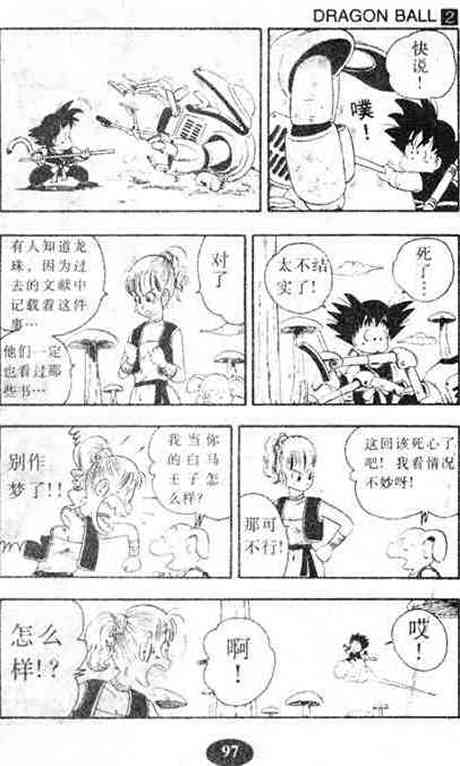 DRAGON BALL 2
快说！
噗！
死了…
太不结
实了！
对了
有人知道龙
珠，因为过
去的文献中
记载着这件
事…
他们一定
也看过那
些书…
这回该死心了
吧！我看情况
不妙呀！
那可
不行！
我当你
的白马
王子怎
么样？
别作
梦了!!
哎！
啊！
怎么
样!?
97